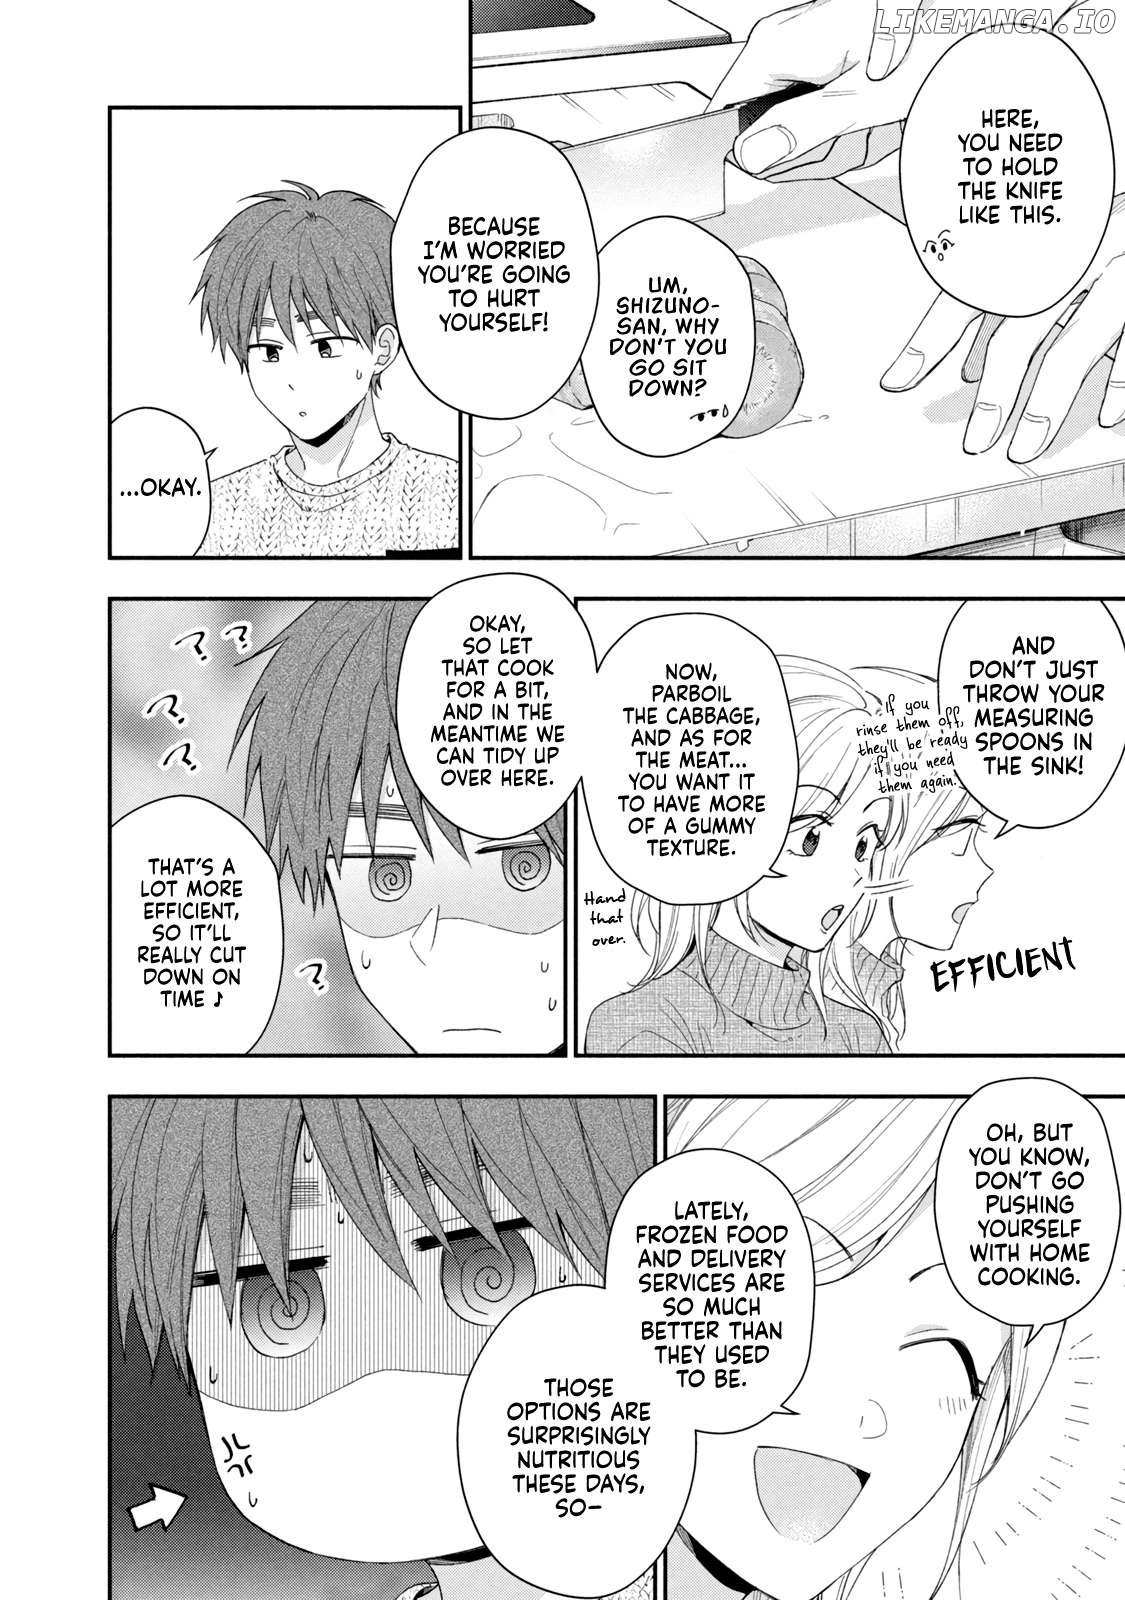 LIKEMANGA.IO
HERE,
YOU NEED
TO HOLD
THE KNIFE
LIKE THIS.
UM,
SHIZUNO-
SAN, WHY
DON'T YOU
GO SIT
DOWN?
BECAUSE
I'M WORRIED
YOU'RE GOING
TO HURT
YOURSELF!
...OKAY.
AND
DON'T JUST
THROW YOUR
MEASURING
SPOONS IN
THE SINK!
If you
rinse them off,
they'll be ready
if you need
them again.
EFFICIENT
NOW,
PARBOIL
THE CABBAGE,
AND AS FOR
THE MEAT...
YOU WANT IT
TO HAVE MORE
OF A GUMMY
TEXTURE.
Hand
that
over.
OKAY,
SO LET
THAT COOK
FOR A BIT,
AND IN THE
MEANTIME WE
CAN TIDY UP
OVER HERE.
? ? ? ? ?
THAT'S A
LOT MORE
EFFICIENT,
SO IT'LL
REALLY CUT
DOWN ON
TIME ♪
OH, BUT
YOU KNOW,
DON'T GO
PUSHING
YOURSELF
WITH HOME
COOKING.
LATELY,
FROZEN FOOD
AND DELIVERY
SERVICES ARE
SO MUCH
BETTER THAN
THEY USED
TO BE.
THOSE
OPTIONS ARE
SURPRISINGLY
NUTRITIOUS
THESE DAYS,
SO—